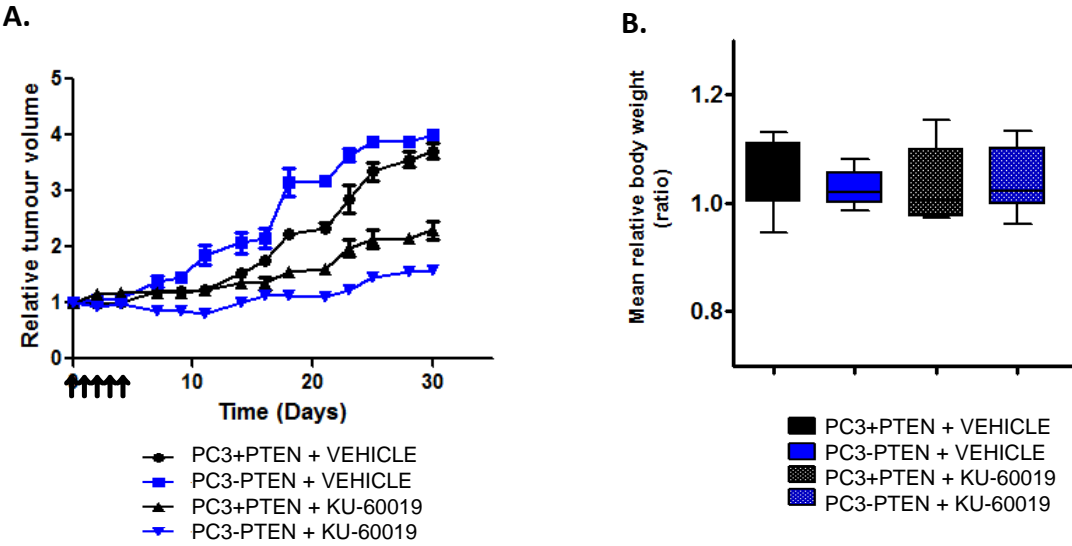 A.
Relative tumour volume
5
4
3
2
1
0
10
20
30
Time (Days)
PC3+PTEN + VEHICLE
PC3-PTEN + VEHICLE
PC3+PTEN + KU-60019
PC3-PTEN + KU-60019
B.
Mean relative body weight
(ratio)
1.2
1.0
0.8
PC3+PTEN + VEHICLE
PC3-PTEN + VEHICLE
PC3+PTEN + KU-60019
PC3-PTEN + KU-60019